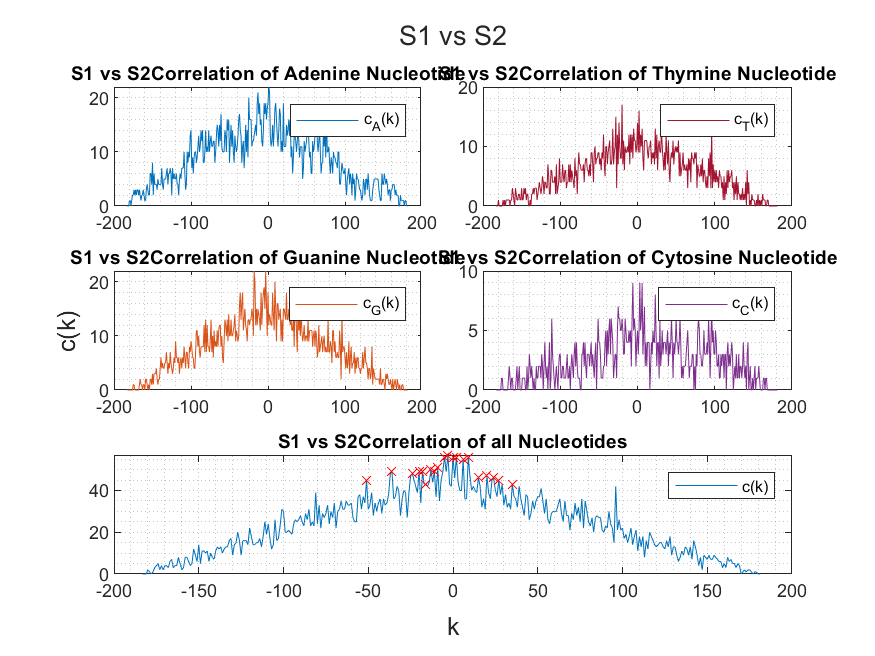 S1 vs S2
S1 vs S2Correlation of Adenine Nucleotide
S1 vs S2Correlation of Thymine Nucleotide
20
10
0
-200 -100 0 100 200
c_A(k)
20
10
0
-200 -100 0 100 200
c_T(k)
S1 vs S2Correlation of Guanine Nucleotide
S1 vs S2Correlation of Cytosine Nucleotide
20
10
0
-200 -100 0 100 200
c_G(k)
10
5
0
-200 -100 0 100 200
c_C(k)
c(k)
S1 vs S2Correlation of all Nucleotides
40
20
0
-200 -150 -100 -50 0 50 100 150 200
c(k)
k